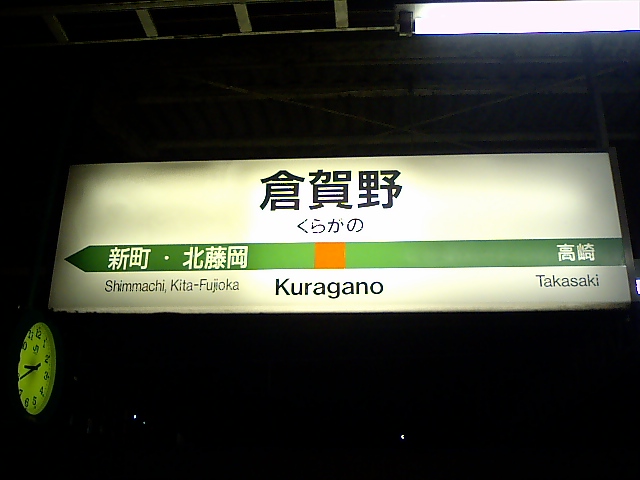 倉賀野
くらがの
新町・北藤岡 高崎
Shimmachi, Kita-Fujioka Kuragano Takasaki